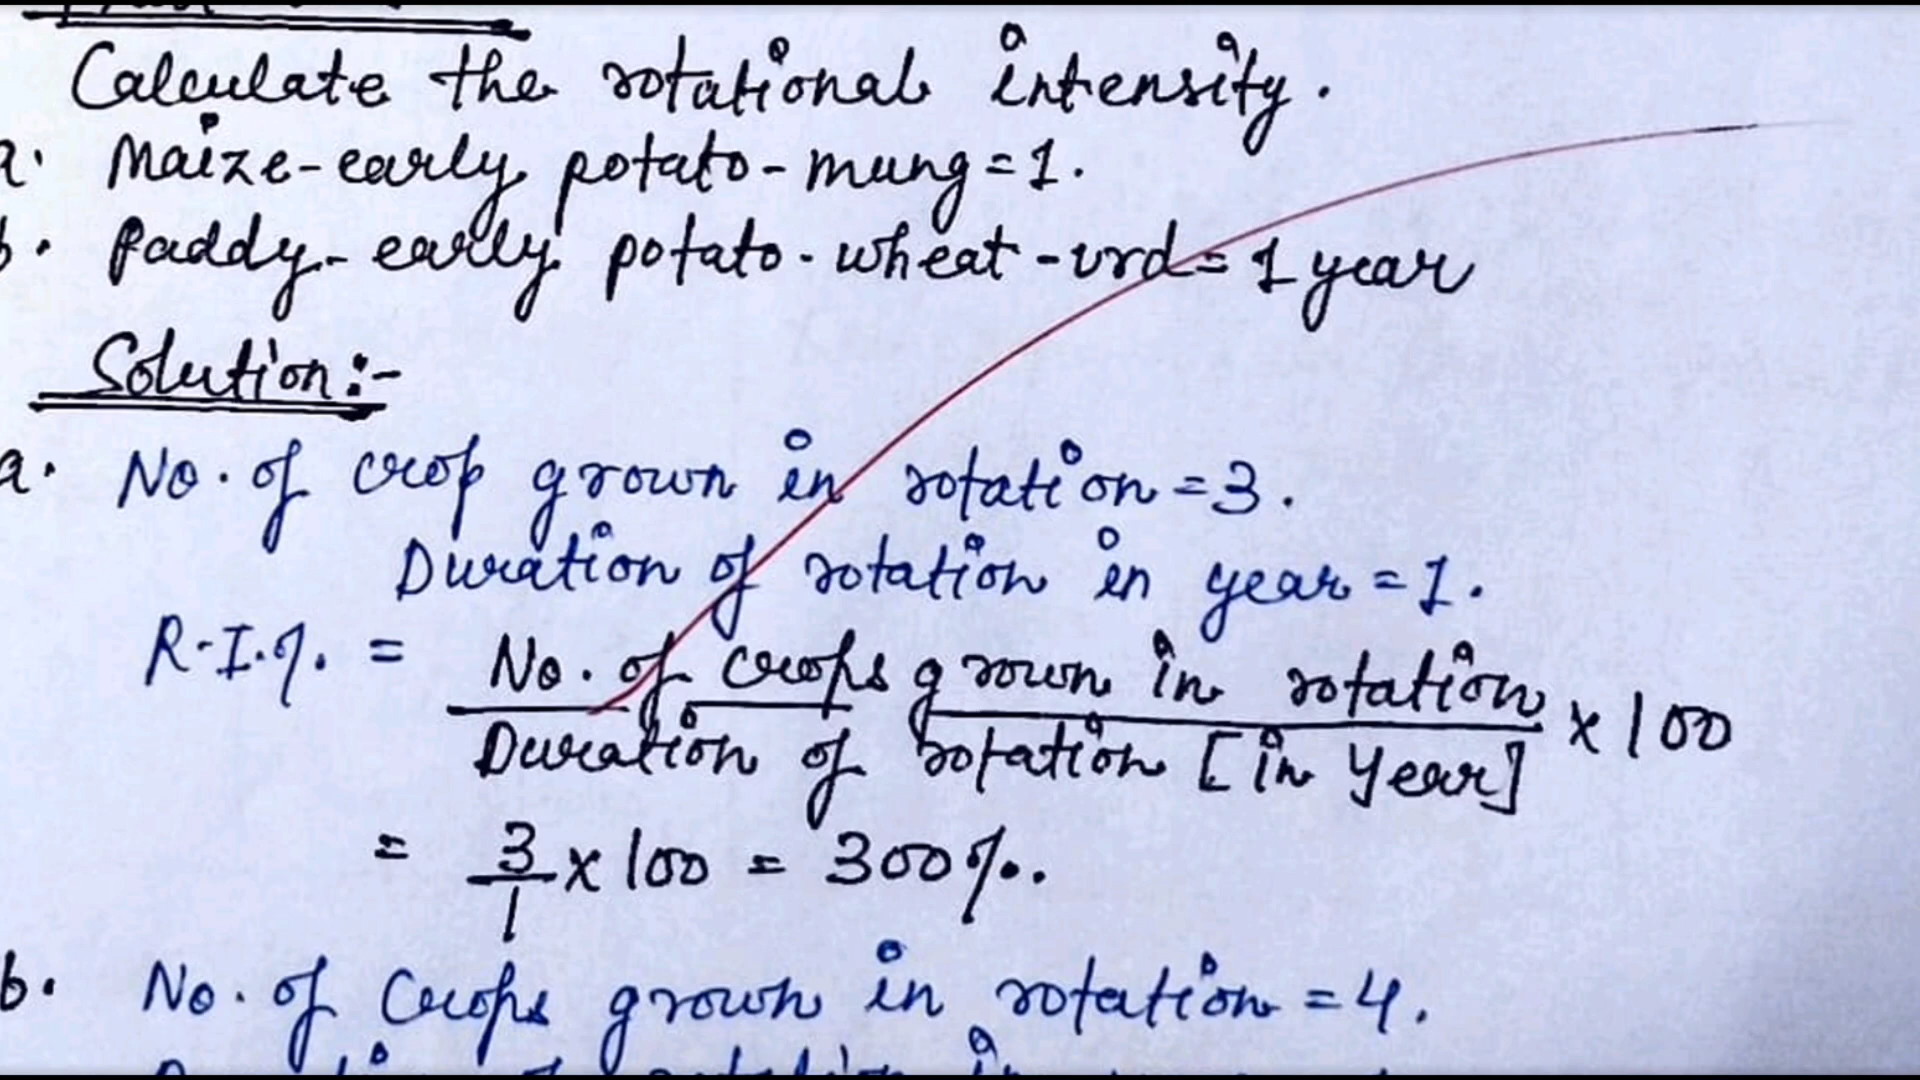 Calculate the rotational intensity.
a. Maize-early potato-mung=1.
b. Paddy-early potato-wheat-urd=1 year
Solution:-
a. No. of crop grown in rotation=3.
Duration of rotation in year=1.
R.I.%. = No. of crops grown in rotation
Duration of rotation [in Year] x 100
= 3/1 x 100 = 300%.
b. No. of Crops grown in rotation=4.